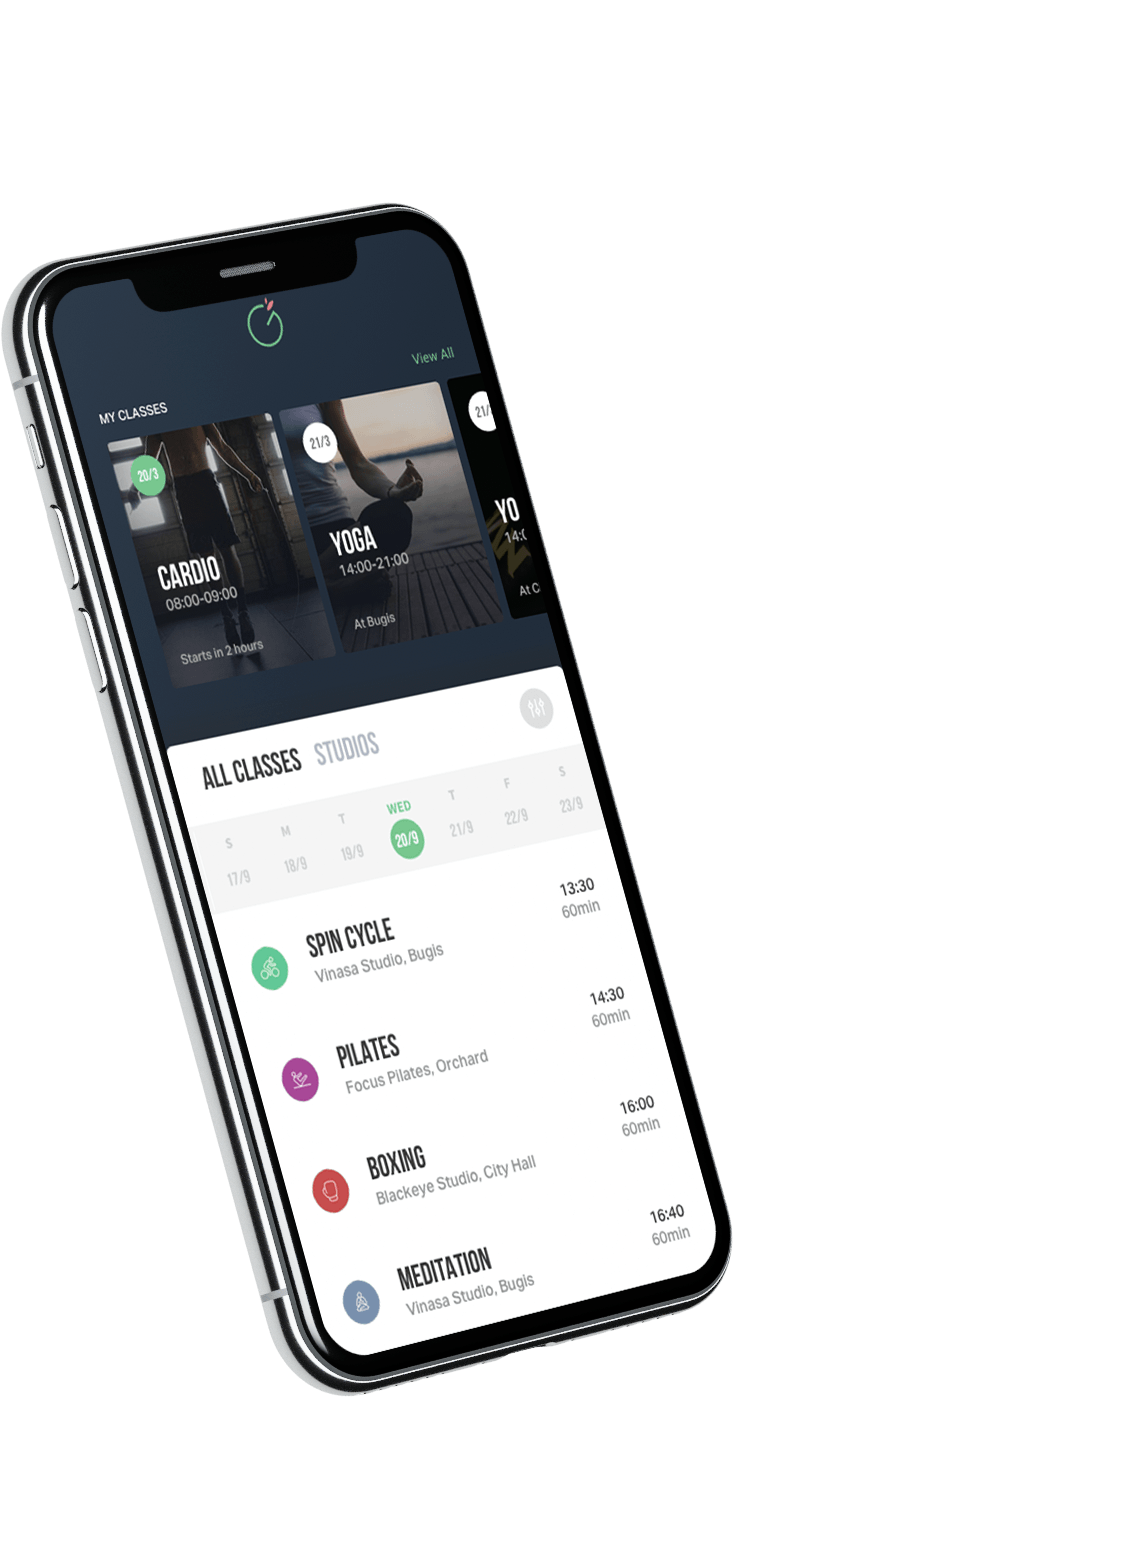 View All
MY CLASSES
20/3
CARDIO
08:00-09:00
Starts in 2 hours
21/3
YOGA
14:00-21:00
At Bugis
YO
ALL CLASSES STUDIOS
S M T WED T F S
17/9 18/9 19/9 20/9 21/9 22/9 23/9
SPIN CYCLE
Vinasa Studio, Bugis
13:30
60min
PILATES
Focus Pilates, Orchard
14:30
60min
BOXING
Blackeye Studio, City Hall
16:00
60min
MEDITATION
Vinasa Studio, Bugis
16:40
60min